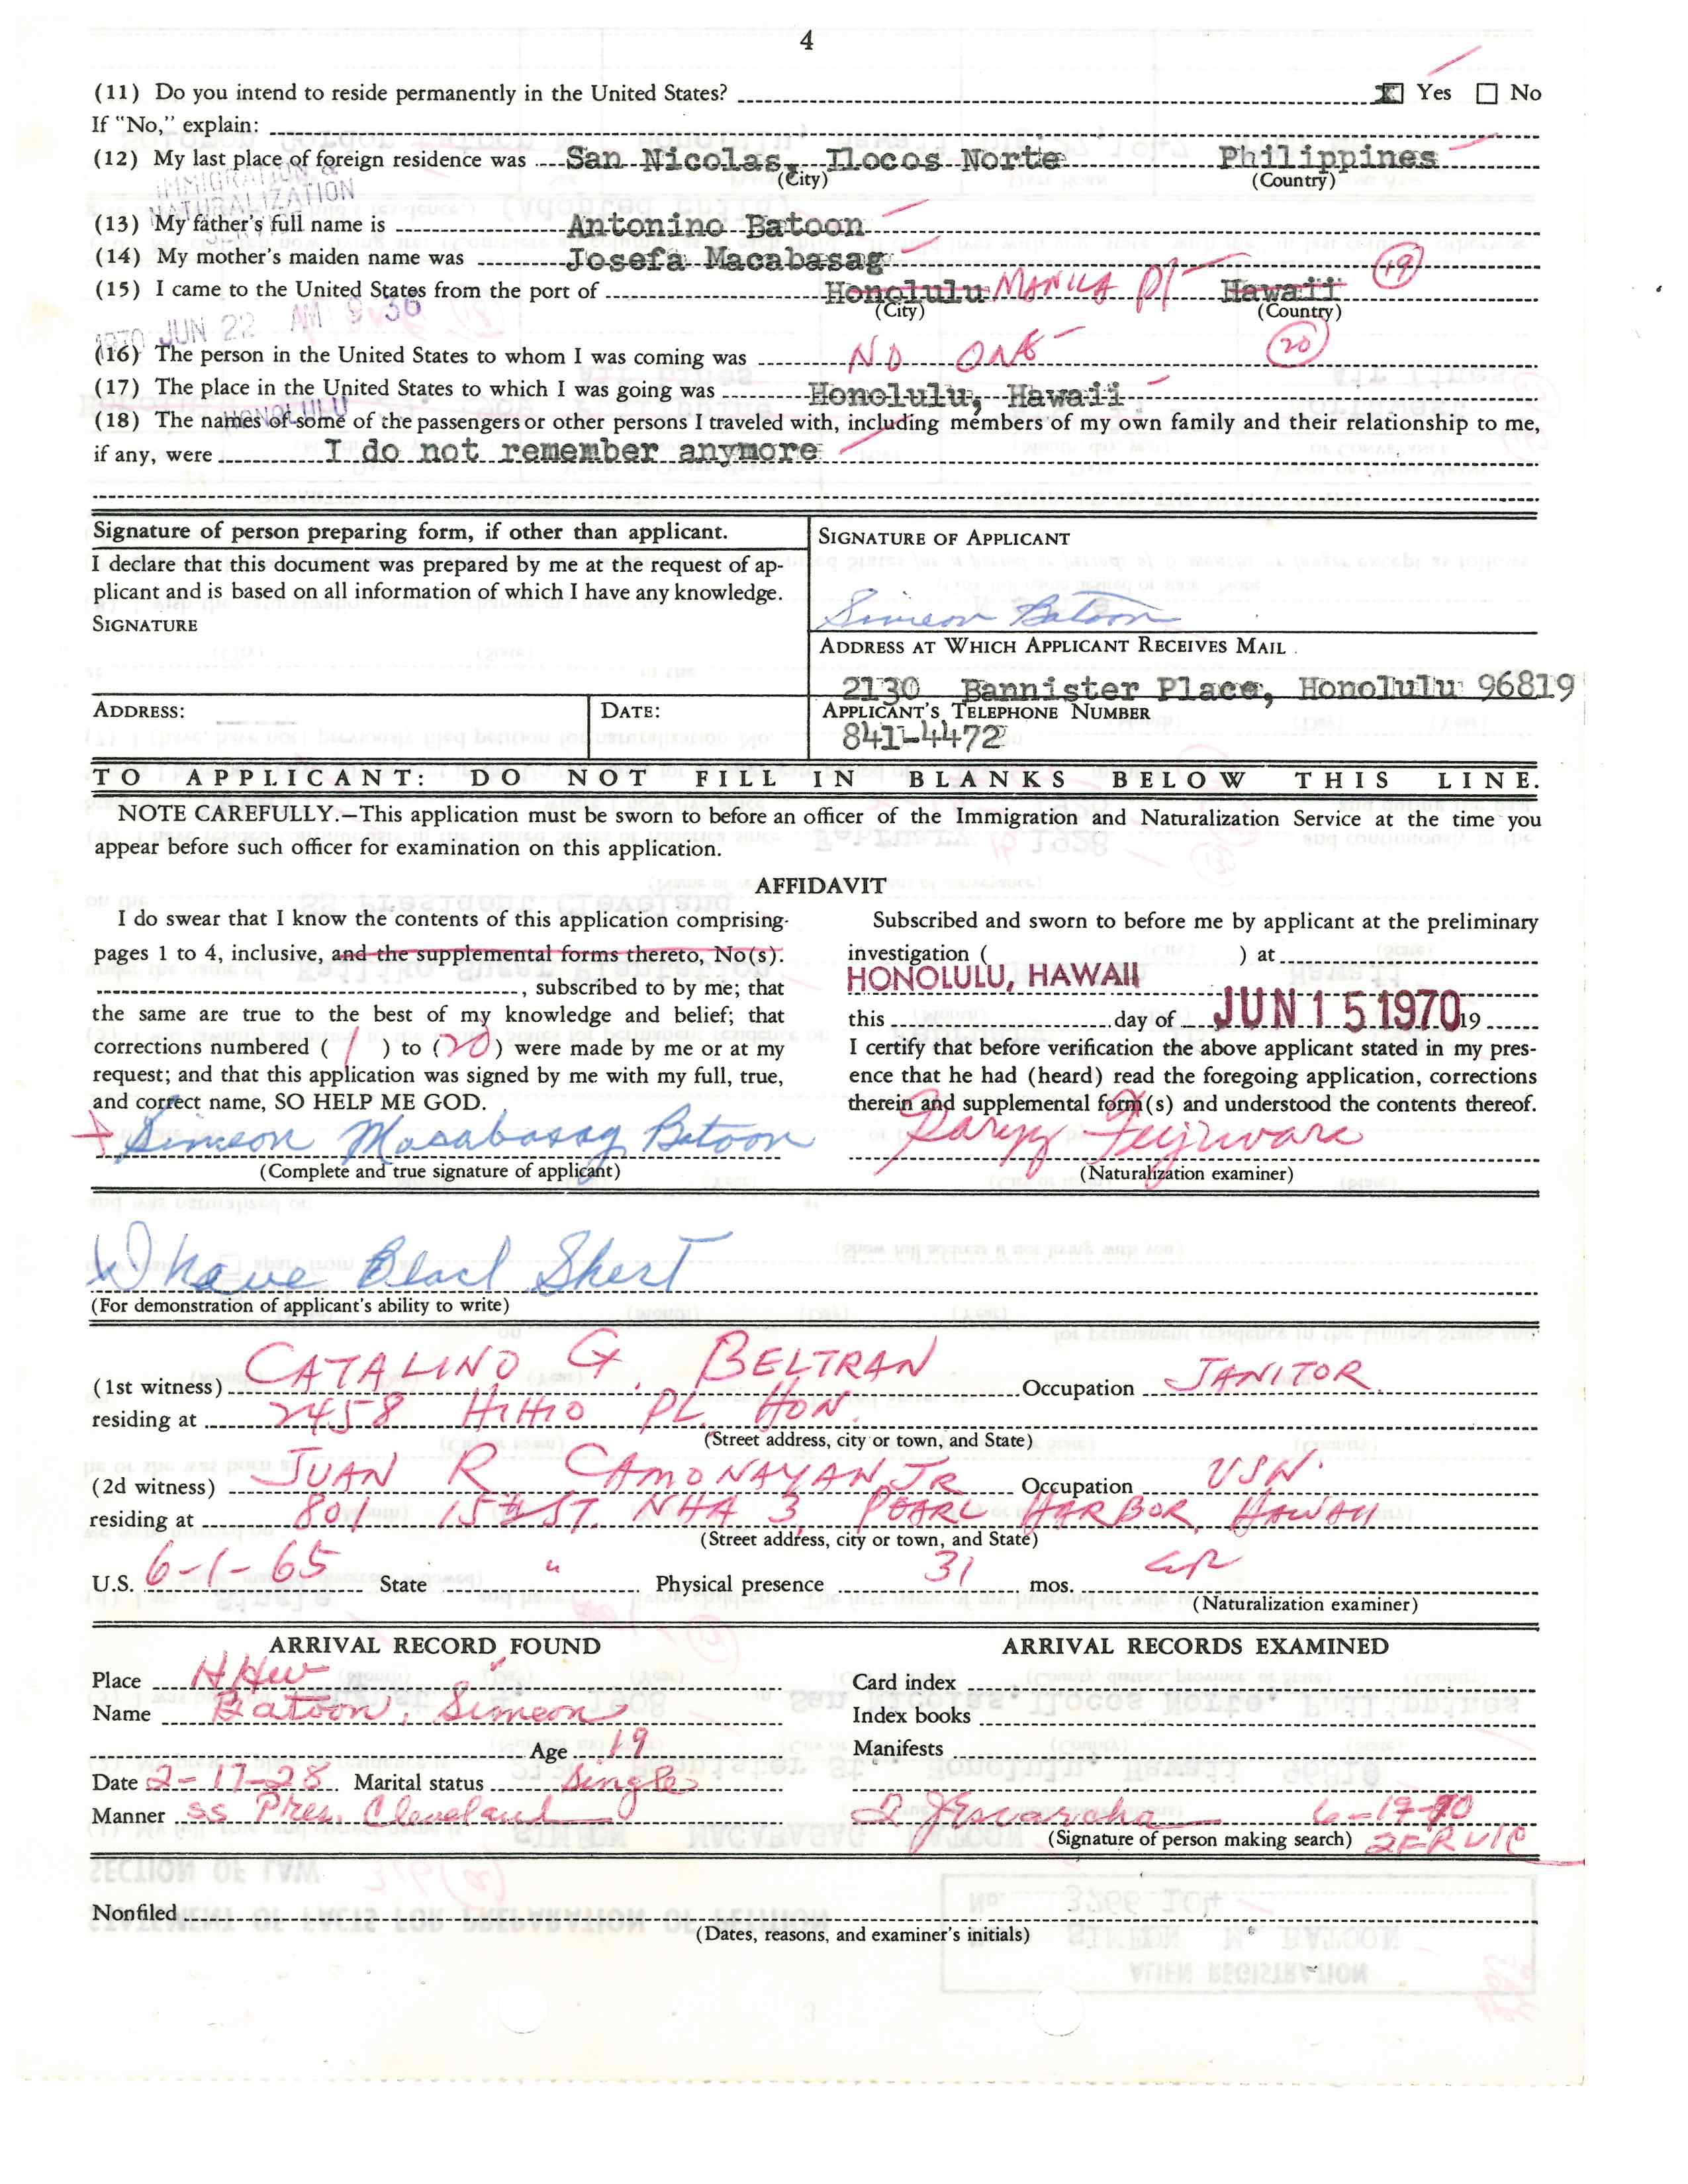 4
(11) Do you intend to reside permanently in the United States? ☒ Yes ☐ No
If "No," explain:
(12) My last place of foreign residence was San Nicolas, Ilocos Norte Philippines
(City) (Country)
IMMIGRATION &
NATURALIZATION
(13) My father's full name is Antonino Batoon
(14) My mother's maiden name was Josefa Macabasag
(15) I came to the United States from the port of Honolulu MANILA PI Hawaii (19)
(City) (Country)
1970 JUN 22 AM 9 36
(16) The person in the United States to whom I was coming was NO ONE (20)
(17) The place in the United States to which I was going was Honolulu, Hawaii
HONOLULU
(18) The names of some of the passengers or other persons I traveled with, including members of my own family and their relationship to me,
if any, were I do not remember anymore
Signature of person preparing form, if other than applicant.
I declare that this document was prepared by me at the request of ap-
plicant and is based on all information of which I have any knowledge.
SIGNATURE
SIGNATURE OF APPLICANT
Simeon Batoon
ADDRESS AT WHICH APPLICANT RECEIVES MAIL
2130 Bannister Place, Honolulu 96819
ADDRESS: DATE:
APPLICANT'S TELEPHONE NUMBER
841-4472
TO APPLICANT: DO NOT FILL IN BLANKS BELOW THIS LINE.
NOTE CAREFULLY.—This application must be sworn to before an officer of the Immigration and Naturalization Service at the time you
appear before such officer for examination on this application.
AFFIDAVIT
I do swear that I know the contents of this application comprising
pages 1 to 4, inclusive, and the supplemental forms thereto, No(s).
, subscribed to by me; that
the same are true to the best of my knowledge and belief; that
corrections numbered ( 1 ) to (20) were made by me or at my
request; and that this application was signed by me with my full, true,
and correct name, SO HELP ME GOD.
Simeon Macabasag Batoon
(Complete and true signature of applicant)
Subscribed and sworn to before me by applicant at the preliminary
investigation ( ) at
HONOLULU, HAWAII
this day of JUN 15 1970 19
I certify that before verification the above applicant stated in my pres-
ence that he had (heard) read the foregoing application, corrections
therein and supplemental form(s) and understood the contents thereof.
Fujiwara
(Naturalization examiner)
I have Blacl Shert
(For demonstration of applicant's ability to write)
(1st witness) CATALINO G. BELTRAN Occupation JANITOR
residing at 2458 HIHIO PL. HON.
(Street address, city or town, and State)
(2d witness) JUAN R CAMONAYAN JR Occupation USN
residing at 801 15th ST. NHA 3 PEARL HARBOR, HAWAII
(Street address, city or town, and State)
U.S. 6-1-65 State " Physical presence 31 mos.
(Naturalization examiner)
ARRIVAL RECORD FOUND
Place HHW
Name Batoon, Simeon
Age 19
Date 2-17-28 Marital status Single
Manner SS Pres. Cleveland
ARRIVAL RECORDS EXAMINED
Card index
Index books
Manifests
6-19-70
(Signature of person making search)
Nonfiled
(Dates, reasons, and examiner's initials)